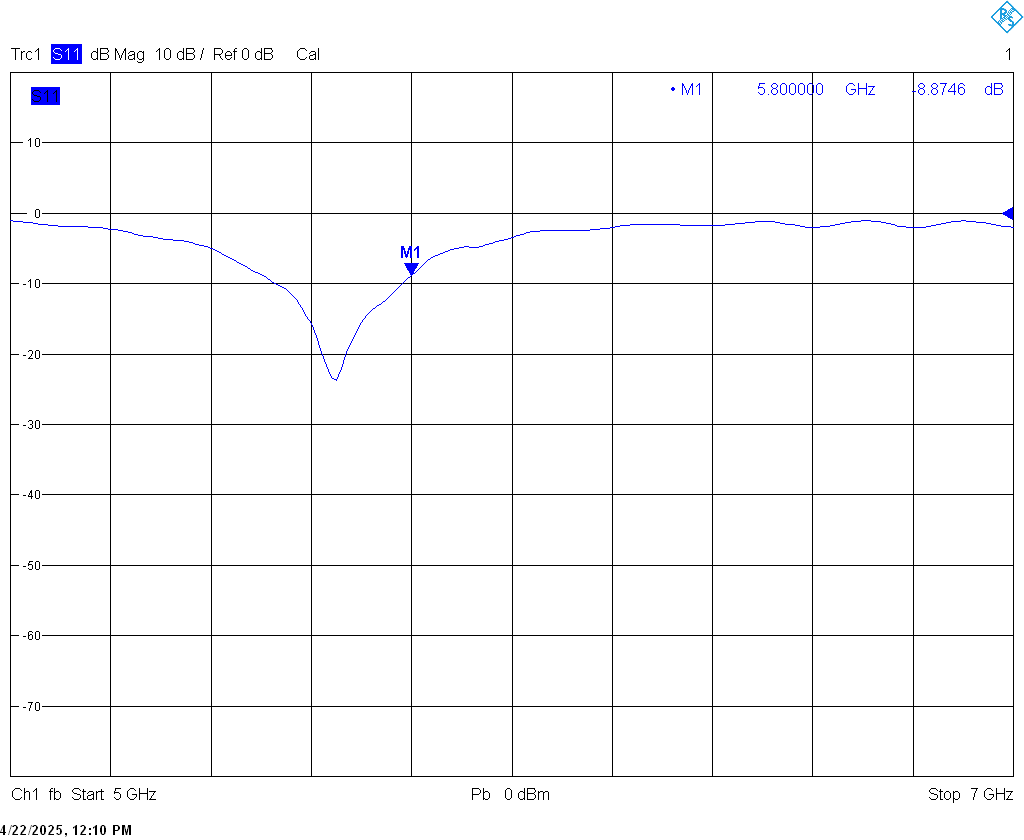 R&S
Trc1 S11 dB Mag 10 dB / Ref 0 dB Cal 1
S11 • M1 5.800000 GHz -8.8746 dB
10
0
M1
-10
-20
-30
-40
-50
-60
-70
Ch1 fb Start 5 GHz Pb 0 dBm Stop 7 GHz
4/22/2025, 12:10 PM